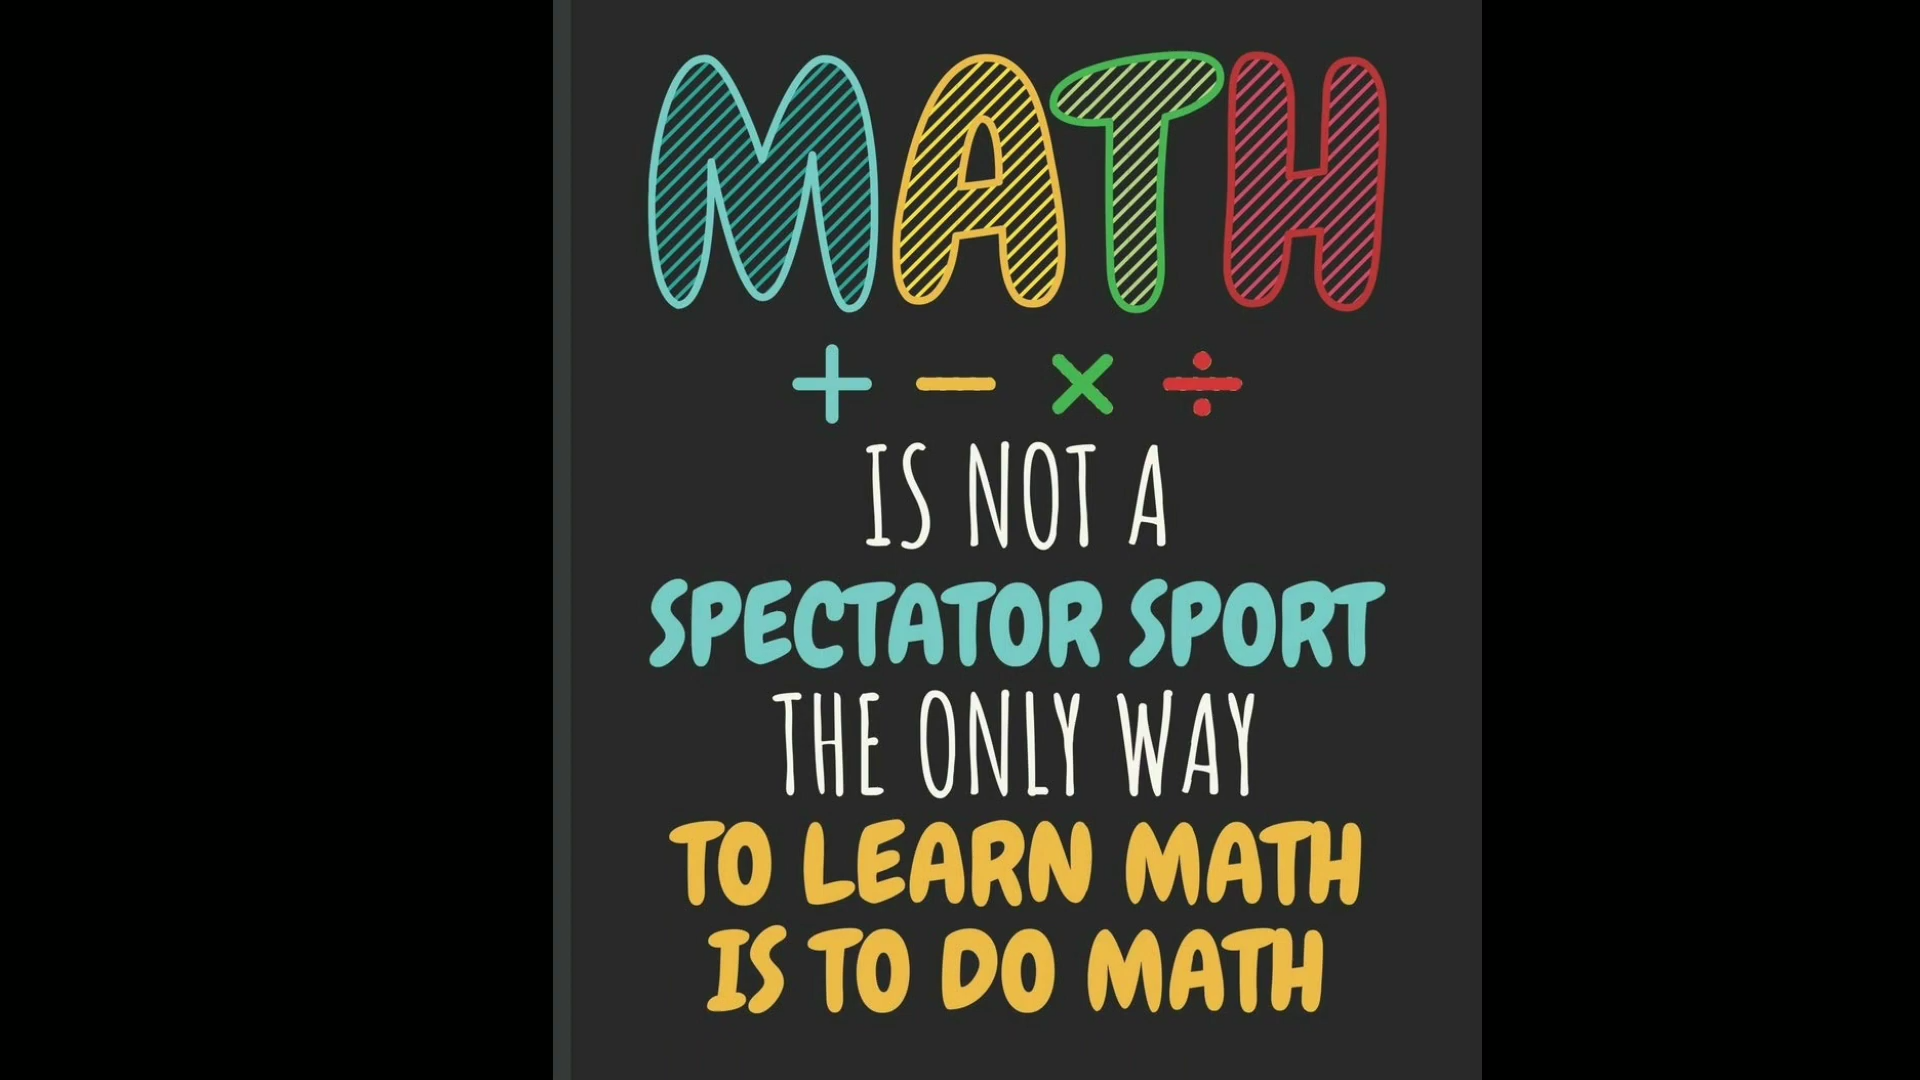 MATH
+ − × ÷
IS NOT A
SPECTATOR SPORT
THE ONLY WAY
TO LEARN MATH
IS TO DO MATH